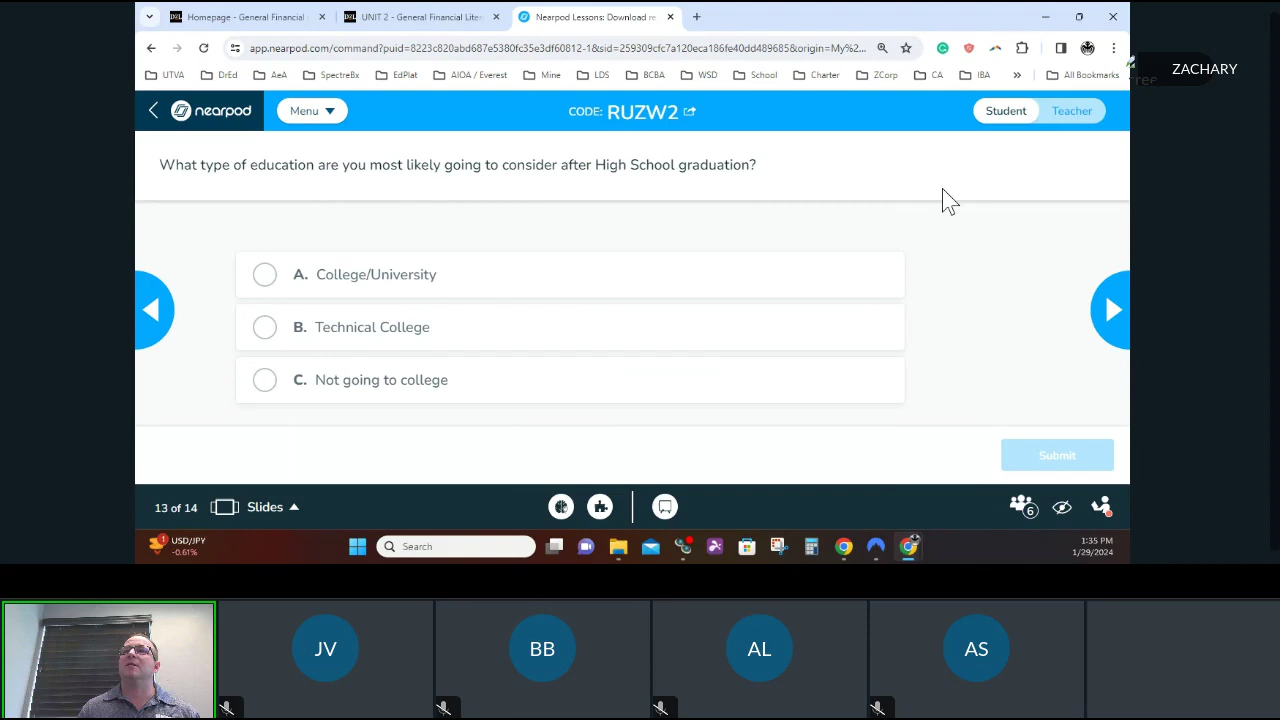 Homepage - General Financial
UNIT 2 - General Financial Liter
Nearpod Lessons: Download re
app.nearpod.com/command?puid=8223c820abd687e5380fc35e3df60812-1&sid=259309cfc7a120eca186fe40dd489685&origin=My%...
UTVA
DrEd
AeA
SpectreBx
EdPlat
AIOA / Everest
Mine
LDS
BCBA
WSD
School
Charter
ZCorp
CA
IBA
»
All Bookmarks
ZACHARY
nearpod
Menu
CODE: RUZW2
Student
Teacher
What type of education are you most likely going to consider after High School graduation?
A. College/University
B. Technical College
C. Not going to college
Submit
13 of 14
Slides
6
1
USD/JPY
-0.61%
Search
1:35 PM
1/29/2024
JV
BB
AL
AS